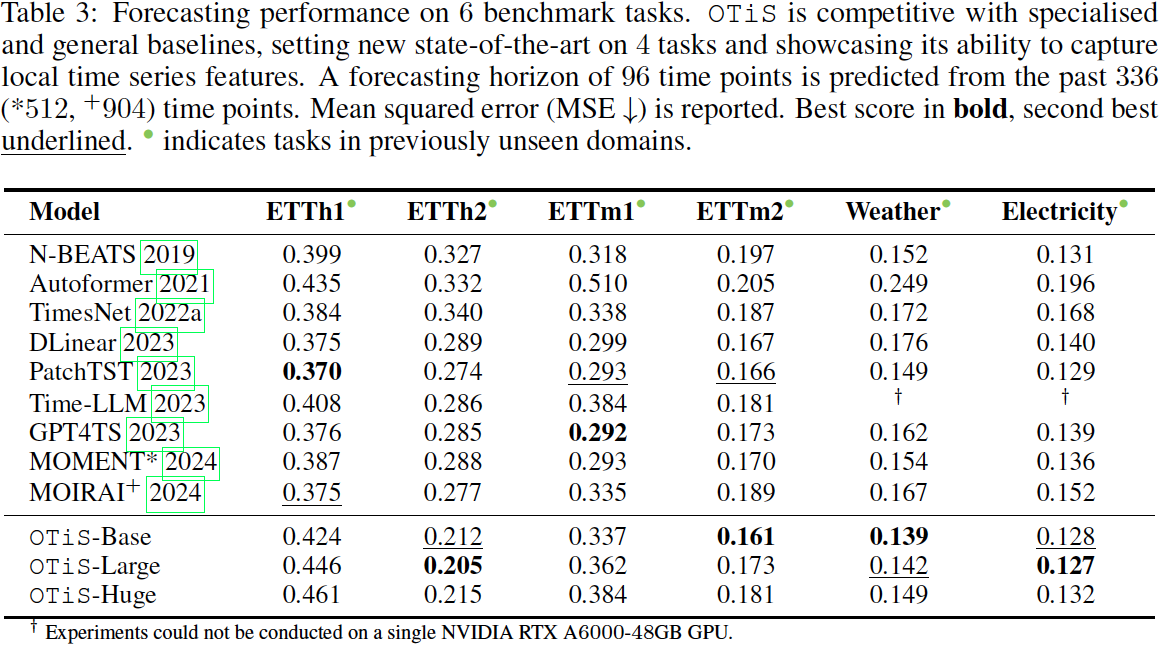 Table 3: Forecasting performance on 6 benchmark tasks. OTiS is competitive with specialised
and general baselines, setting new state-of-the-art on 4 tasks and showcasing its ability to capture
local time series features. A forecasting horizon of 96 time points is predicted from the past 336
(*512, +904) time points. Mean squared error (MSE ↓) is reported. Best score in bold, second best
underlined. • indicates tasks in previously unseen domains.
Model ETTh1• ETTh2• ETTm1• ETTm2• Weather• Electricity•
N-BEATS 2019 0.399 0.327 0.318 0.197 0.152 0.131
Autoformer 2021 0.435 0.332 0.510 0.205 0.249 0.196
TimesNet 2022a 0.384 0.340 0.338 0.187 0.172 0.168
DLinear 2023 0.375 0.289 0.299 0.167 0.176 0.140
PatchTST 2023 0.370 0.274 0.293 0.166 0.149 0.129
Time-LLM 2023 0.408 0.286 0.384 0.181 † †
GPT4TS 2023 0.376 0.285 0.292 0.173 0.162 0.139
MOMENT* 2024 0.387 0.288 0.293 0.170 0.154 0.136
MOIRAI+ 2024 0.375 0.277 0.335 0.189 0.167 0.152
OTiS-Base 0.424 0.212 0.337 0.161 0.139 0.128
OTiS-Large 0.446 0.205 0.362 0.173 0.142 0.127
OTiS-Huge 0.461 0.215 0.384 0.181 0.149 0.132
† Experiments could not be conducted on a single NVIDIA RTX A6000-48GB GPU.